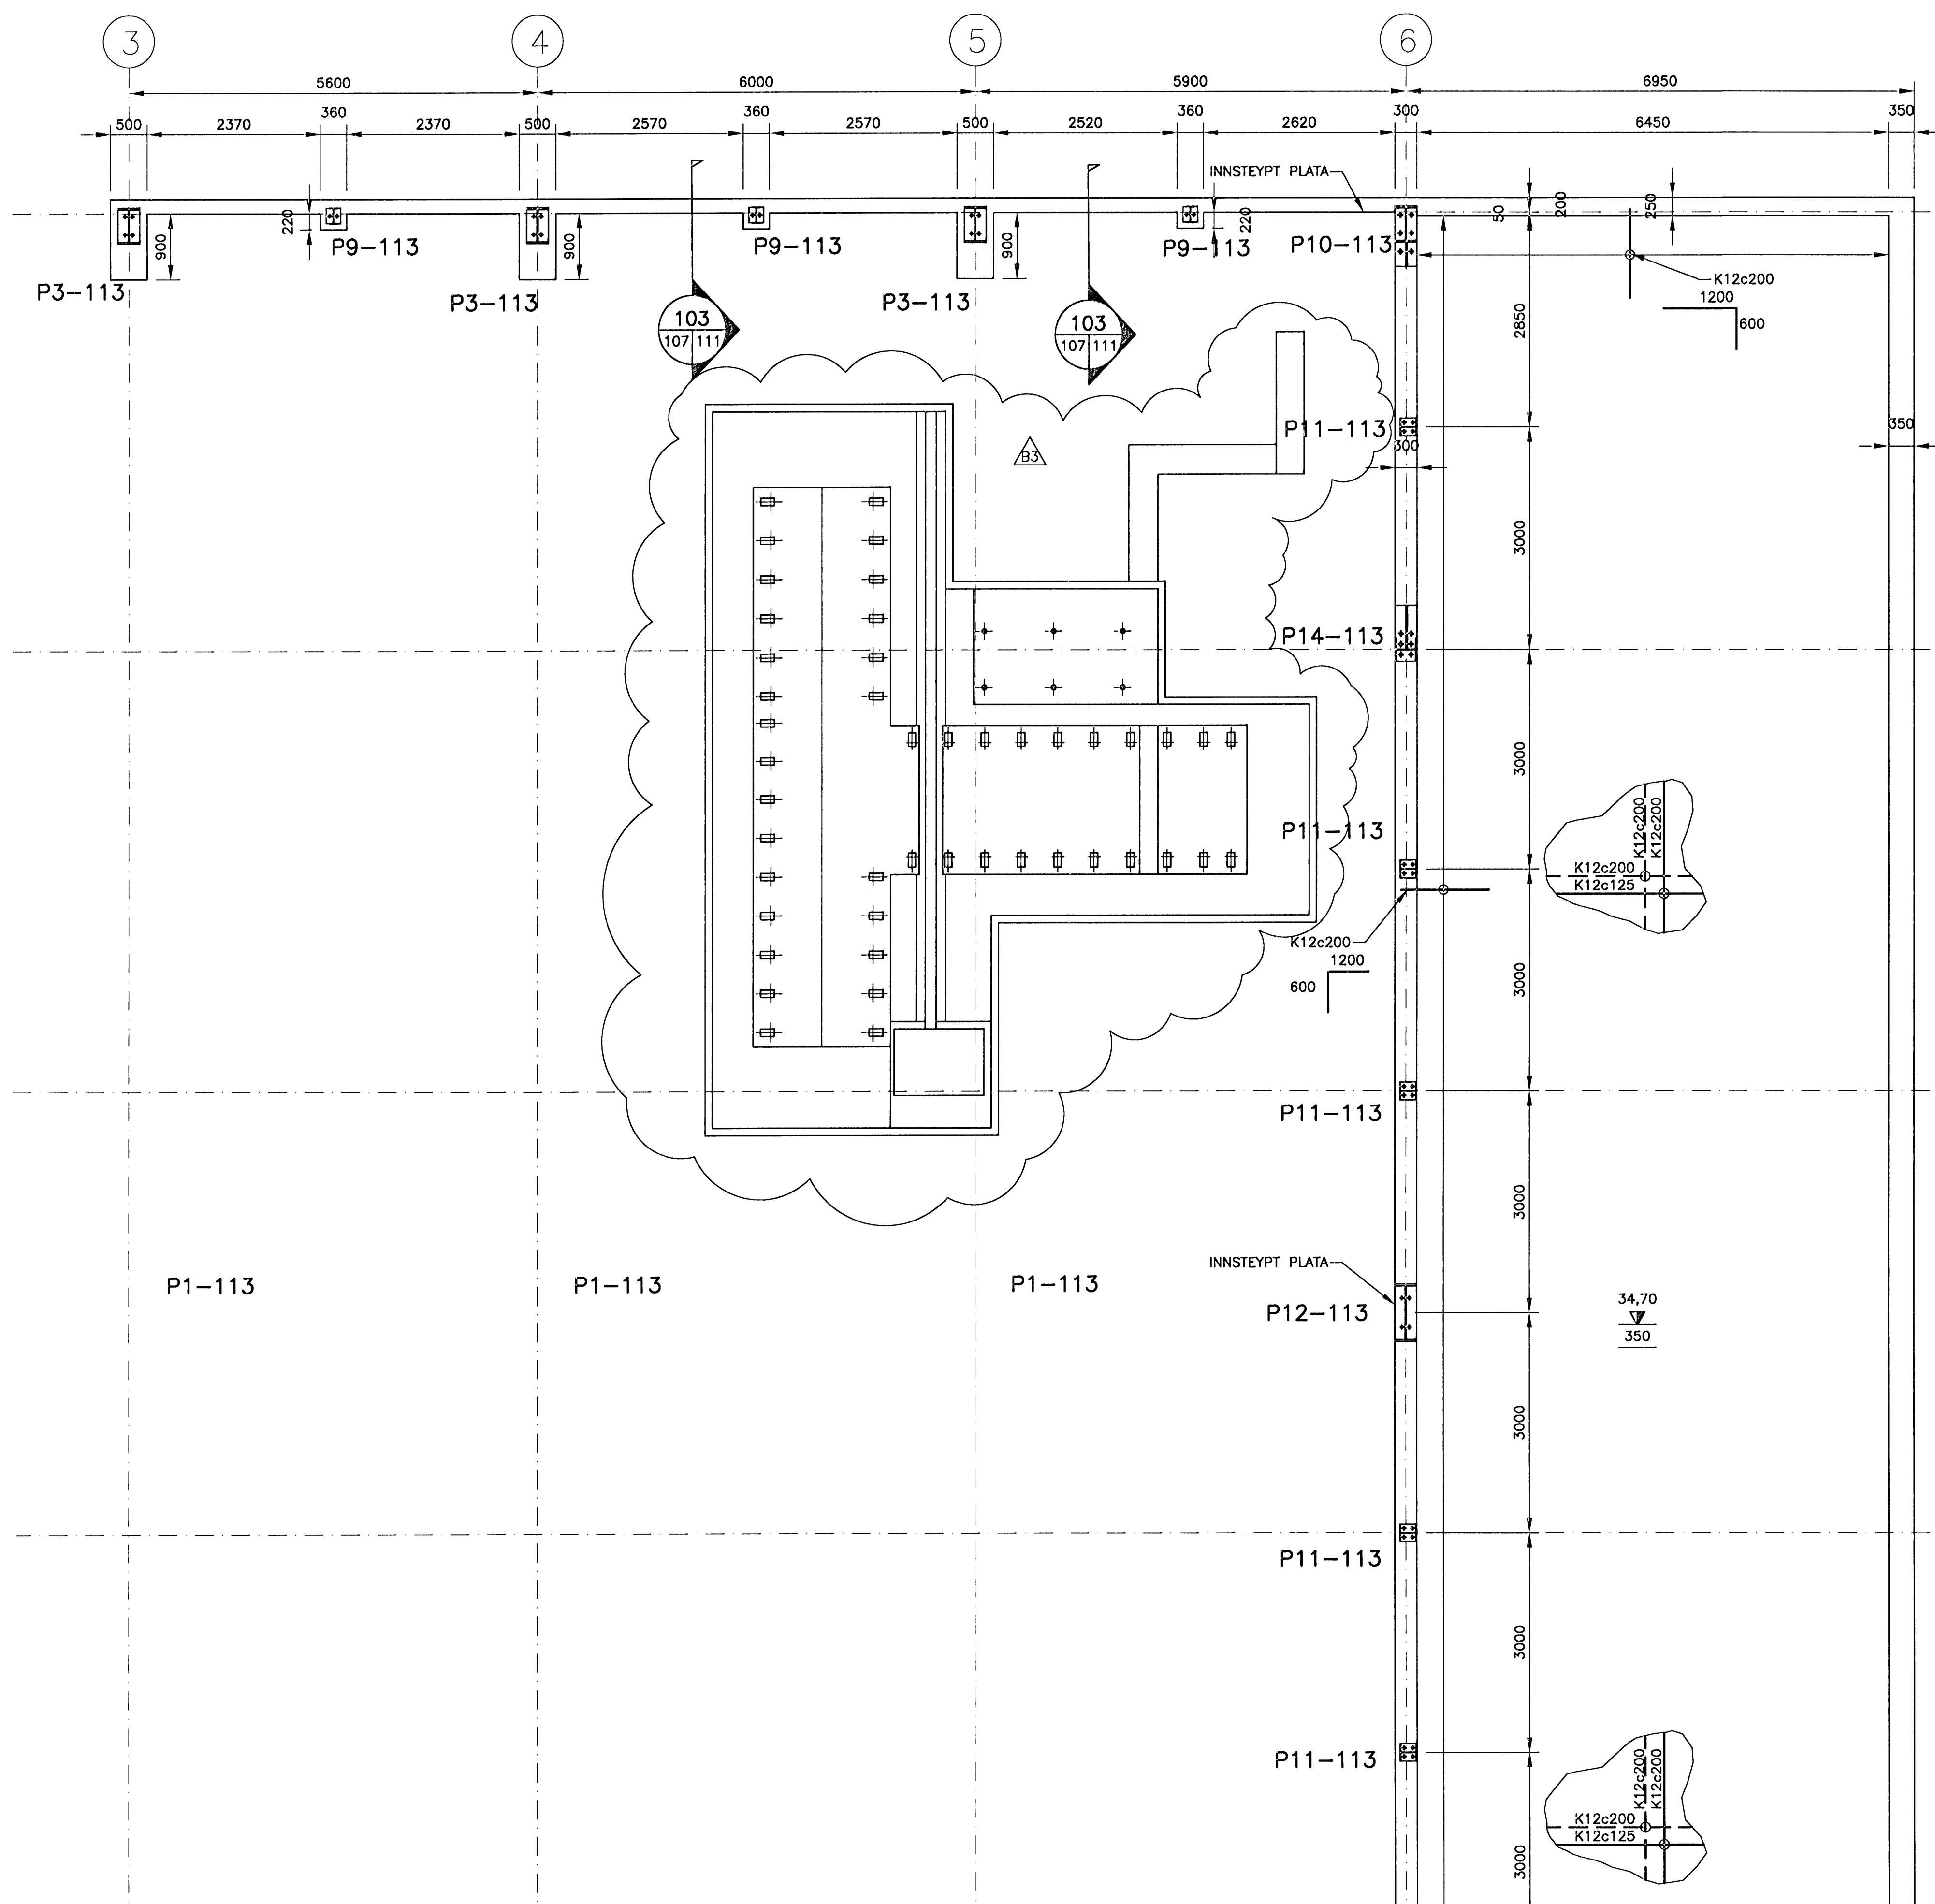 3 4 5 6
5600 6000 5900 6950
360 360 360 300 350
500 2370 2370 500 2570 2570 500 2520 2620 6450
INNSTEYPT PLATA
50 200 250
220 900 900 900 220
P9-113 P9-113 P9-113 P10-113
P3-113 P3-113 P3-113
K12c200
1200
600
103
107 111
103
107 111
2850
P11-113
300
350
B3
3000
P14-113
3000
P11-113
K12c200
K12c200
K12c200
K12c125
K12c200
1200
600
3000
P11-113
3000
INNSTEYPT PLATA
P1-113 P1-113 P1-113
P12-113
34,70
350
3000
P11-113
3000
P11-113
K12c200
K12c200
K12c200
K12c125
3000